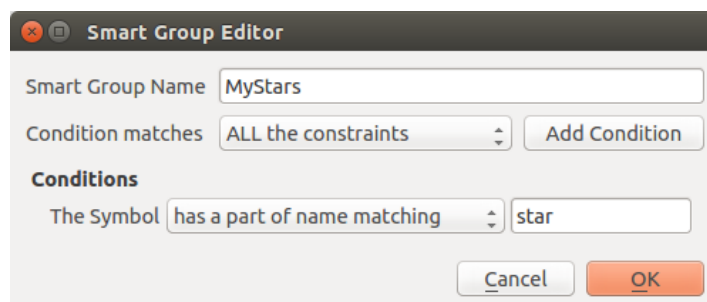 Smart Group Editor
Smart Group Name MyStars
Condition matches ALL the constraints Add Condition
Conditions
The Symbol has a part of name matching star
Cancel OK